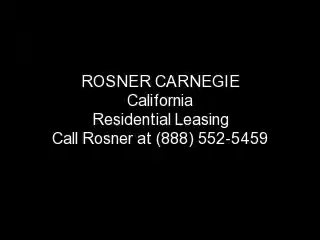 ROSNER CARNEGIE
California
Residential Leasing
Call Rosner at (888) 552-5459